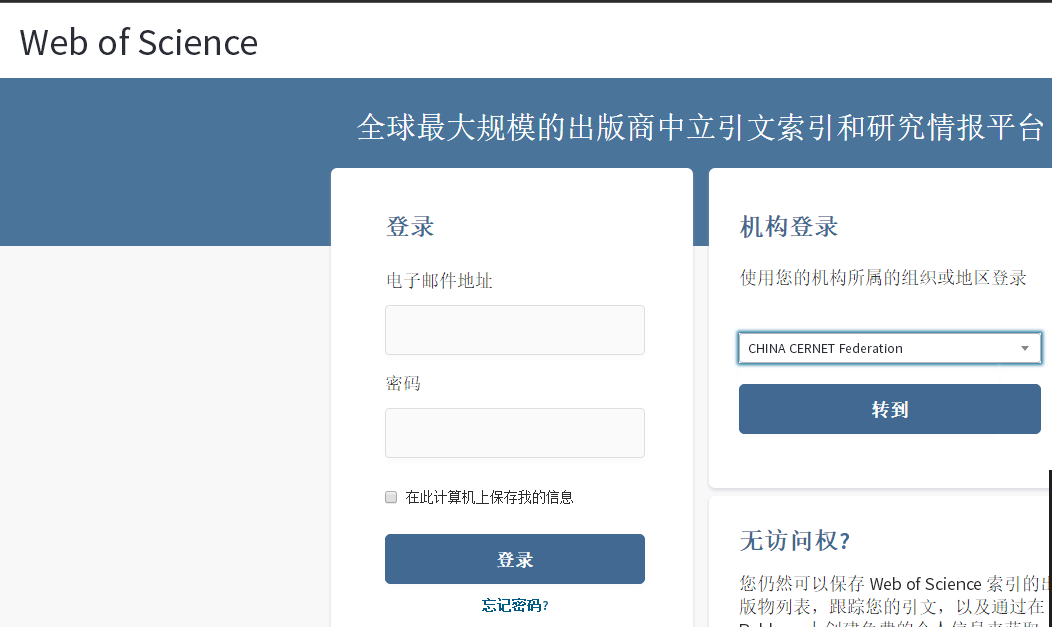 Web of Science
全球最大规模的出版商中立引文索引和研究情报平台
登录
电子邮件地址
密码
在此计算机上保存我的信息
登录
忘记密码?
机构登录
使用您的机构所属的组织或地区登录
CHINA CERNET Federation
转到
无访问权?
您仍然可以保存 Web of Science 索引的出
版物列表，跟踪您的引文，以及通过在